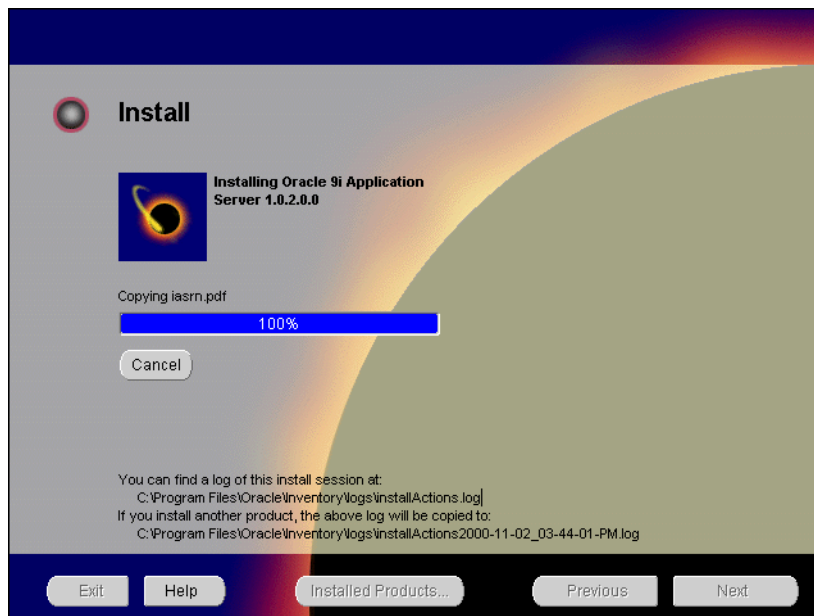 Install
Installing Oracle 9i Application
Server 1.0.2.0.0
Copying iasrn.pdf
100%
Cancel
You can find a log of this install session at:
C:\Program Files\Oracle\Inventory\logs\installActions.log
If you install another product, the above log will be copied to:
C:\Program Files\Oracle\Inventory\logs\installActions2000-11-02_03-44-01-PM.log
Exit
Help
Installed Products...
Previous
Next